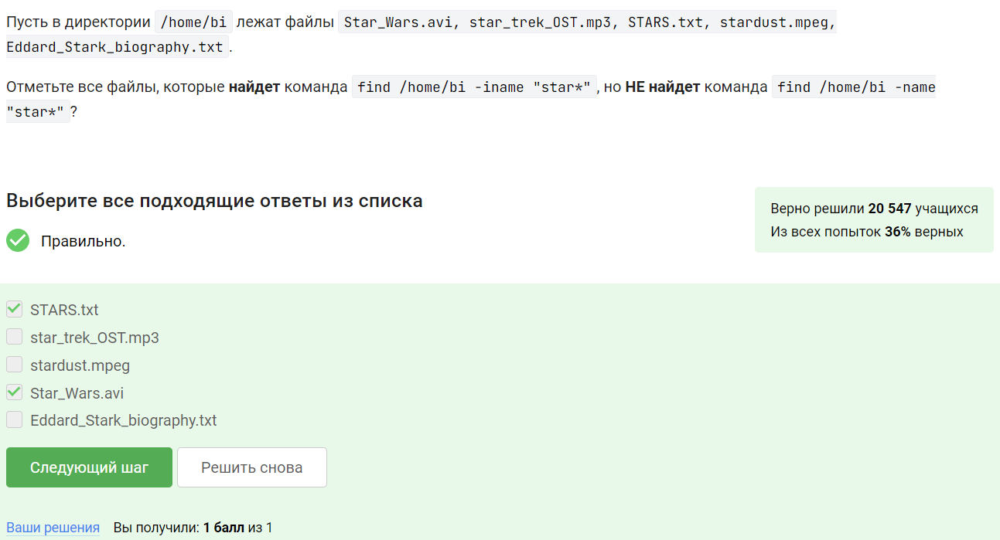 Пусть в директории /home/bi лежат файлы Star_Wars.avi, star_trek_OST.mp3, STARS.txt, stardust.mpeg,
Eddard_Stark_biography.txt.
Отметьте все файлы, которые найдет команда find /home/bi -iname "star*", но НЕ найдет команда find /home/bi -name
"star*"?
Выберите все подходящие ответы из списка
Верно решили 20 547 учащихся
Из всех попыток 36% верных
Правильно.
STARS.txt
star_trek_OST.mp3
stardust.mpeg
Star_Wars.avi
Eddard_Stark_biography.txt
Следующий шаг Решить снова
Ваши решения Вы получили: 1 балл из 1